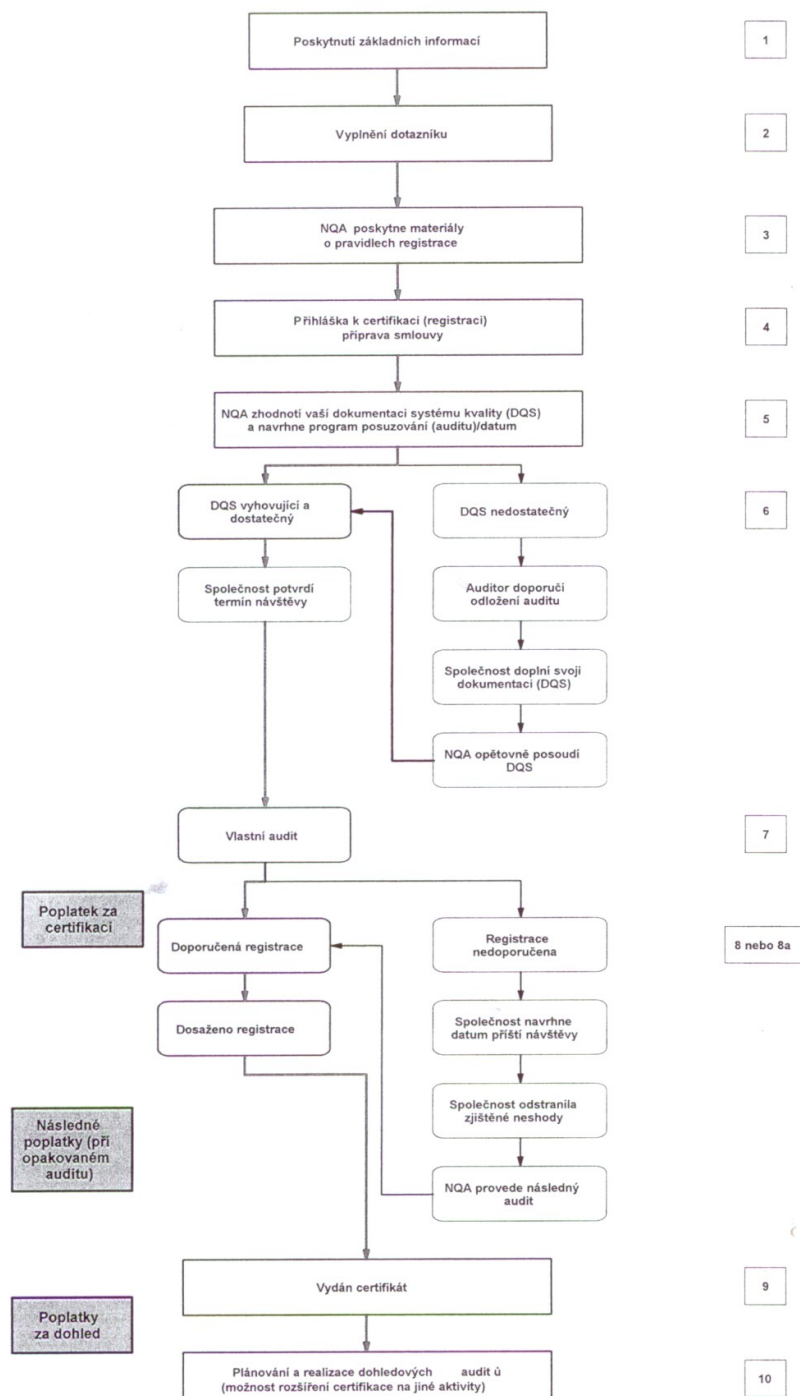 Poskytnutí základních informací
1
Vyplnění dotazníku
2
NQA poskytne materiály
o pravidlech registrace
3
Přihláška k certifikaci (registraci)
příprava smlouvy
4
NQA zhodnotí vaší dokumentaci systému kvality (DQS)
a navrhne program posuzování (auditu)/datum
5
DQS vyhovující a
dostatečný
DQS nedostatečný
6
Společnost potvrdí
termín návštěvy
Auditor doporučí
odložení auditu
Společnost doplní svoji
dokumentaci (DQS)
NQA opětovně posoudí
DQS
Vlastní audit
7
Poplatek za
certifikaci
Doporučená registrace
Registrace
nedoporučena
8 nebo 8a
Dosaženo registrace
Společnost navrhne
datum příští návštěvy
Následné
poplatky (při
opakovaném
auditu)
Společnost odstranila
zjištěné neshody
NQA provede následný
audit
Vydán certifikát
9
Poplatky
za dohled
Plánování a realizace dohledových audit ů
(možnost rozšíření certifikace na jiné aktivity)
10